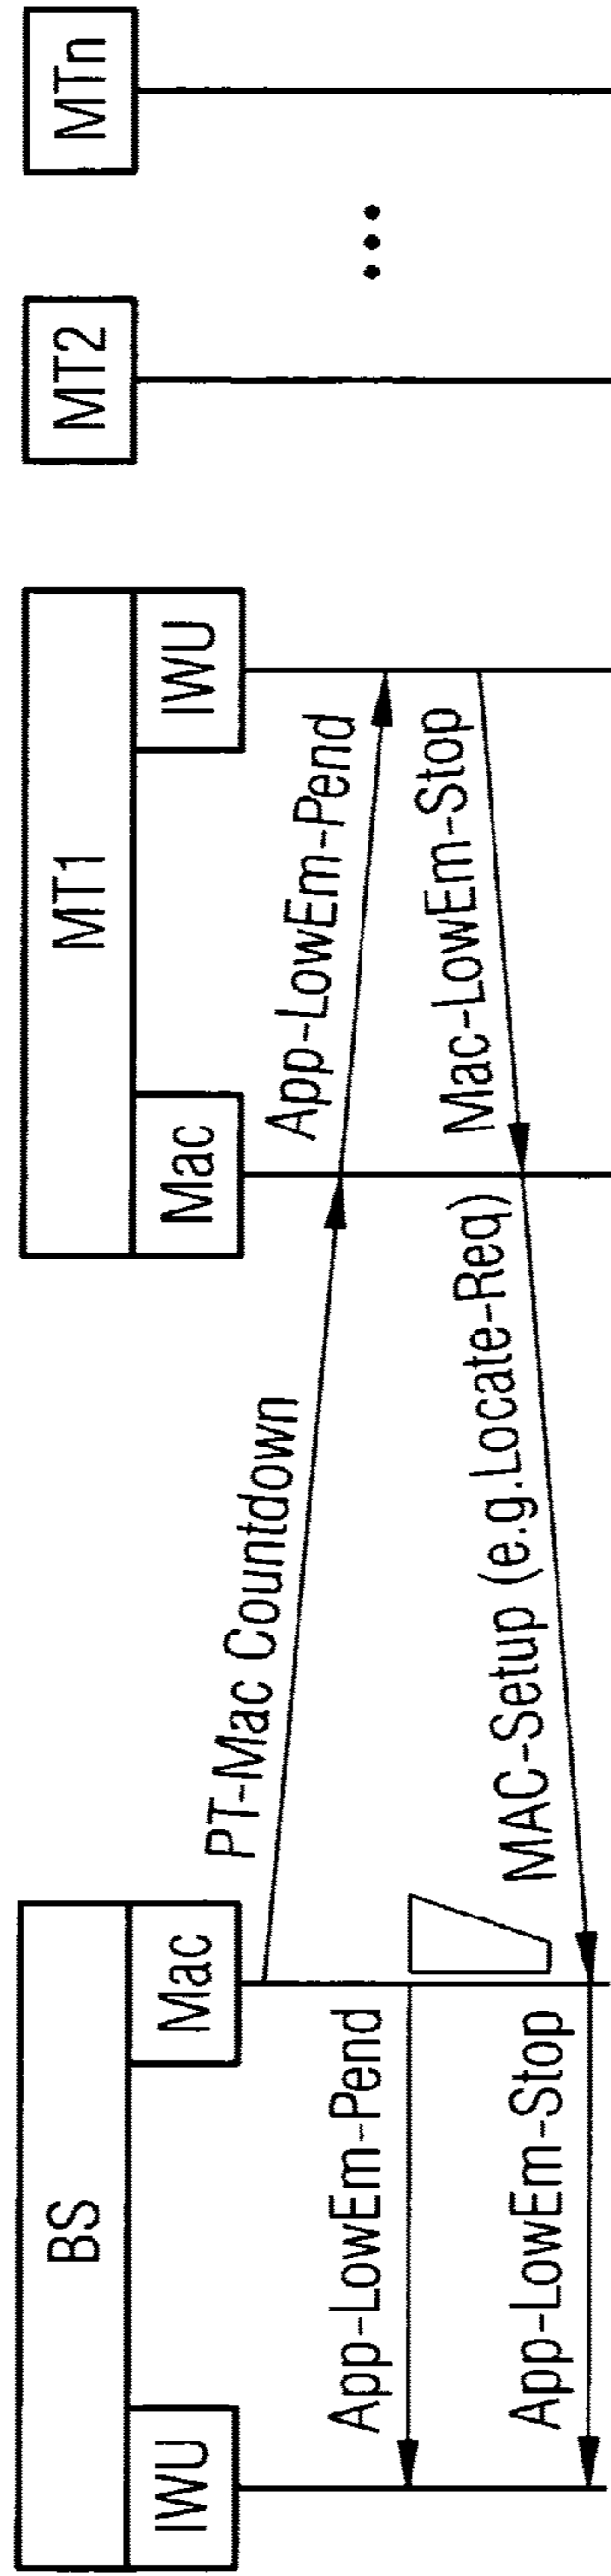 BS
MT1
MT2
MTn
IWU
Mac
Mac
IWU
PT-Mac Countdown
App-LowEm-Pend
App-LowEm-Pend
Mac-LowEm-Stop
MAC-Setup (e.g.Locate-Req)
App-LowEm-Stop